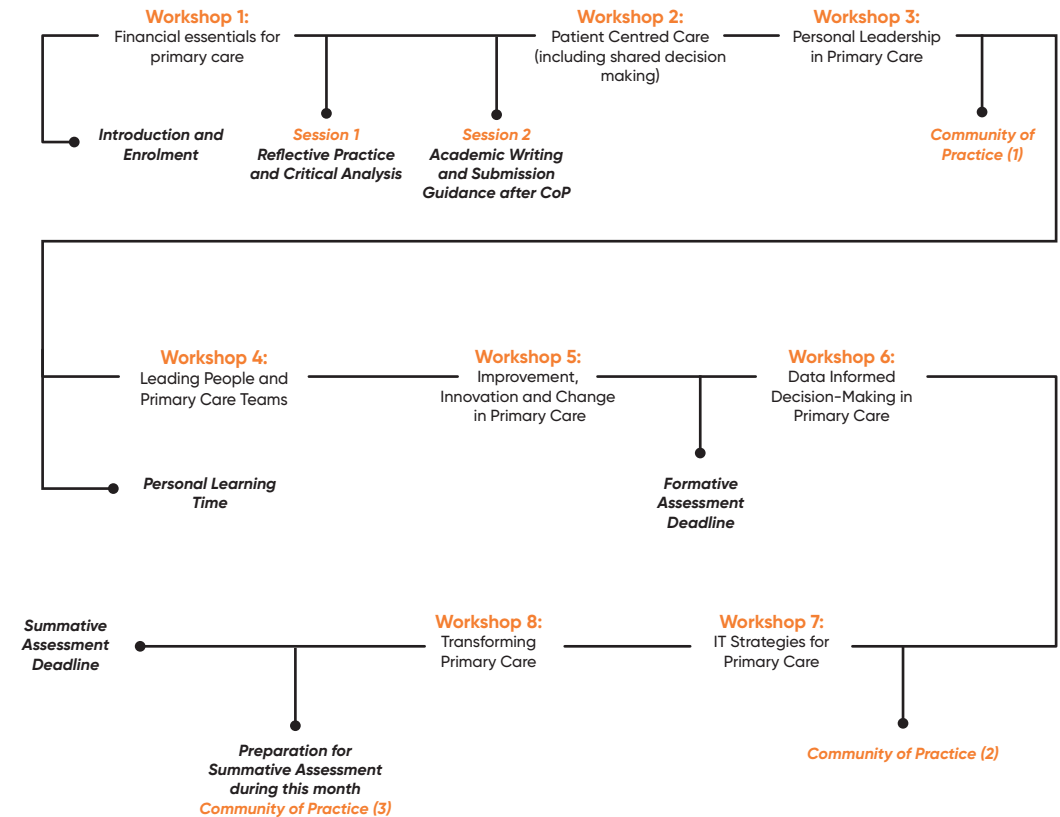 Workshop 1:
Financial essentials for
primary care
Workshop 2:
Patient Centred Care
(including shared decision
making)
Workshop 3:
Personal Leadership
in Primary Care
Introduction and
Enrolment
Session 1
Reflective Practice
and Critical Analysis
Session 2
Academic Writing
and Submission
Guidance after CoP
Community of
Practice (1)
Workshop 4:
Leading People and
Primary Care Teams
Workshop 5:
Improvement,
Innovation and Change
in Primary Care
Workshop 6:
Data Informed
Decision-Making in
Primary Care
Personal Learning
Time
Formative
Assessment
Deadline
Summative
Assessment
Deadline
Workshop 8:
Transforming
Primary Care
Workshop 7:
IT Strategies for
Primary Care
Preparation for
Summative Assessment
during this month
Community of Practice (3)
Community of Practice (2)